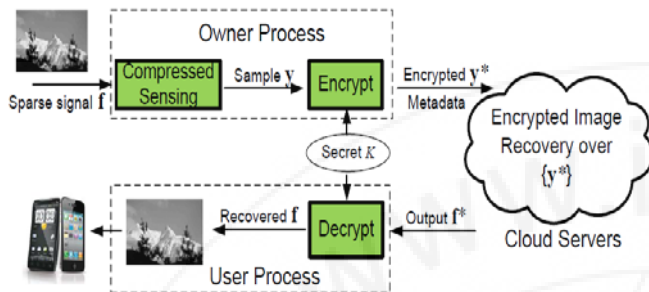 Owner Process
Sparse signal f
Compressed
Sensing
Sample y
Encrypt
Encrypted y*
Metadata
Encrypted Image
Recovery over
{y*}
Cloud Servers
Secret K
Recovered f
Decrypt
Output f*
User Process